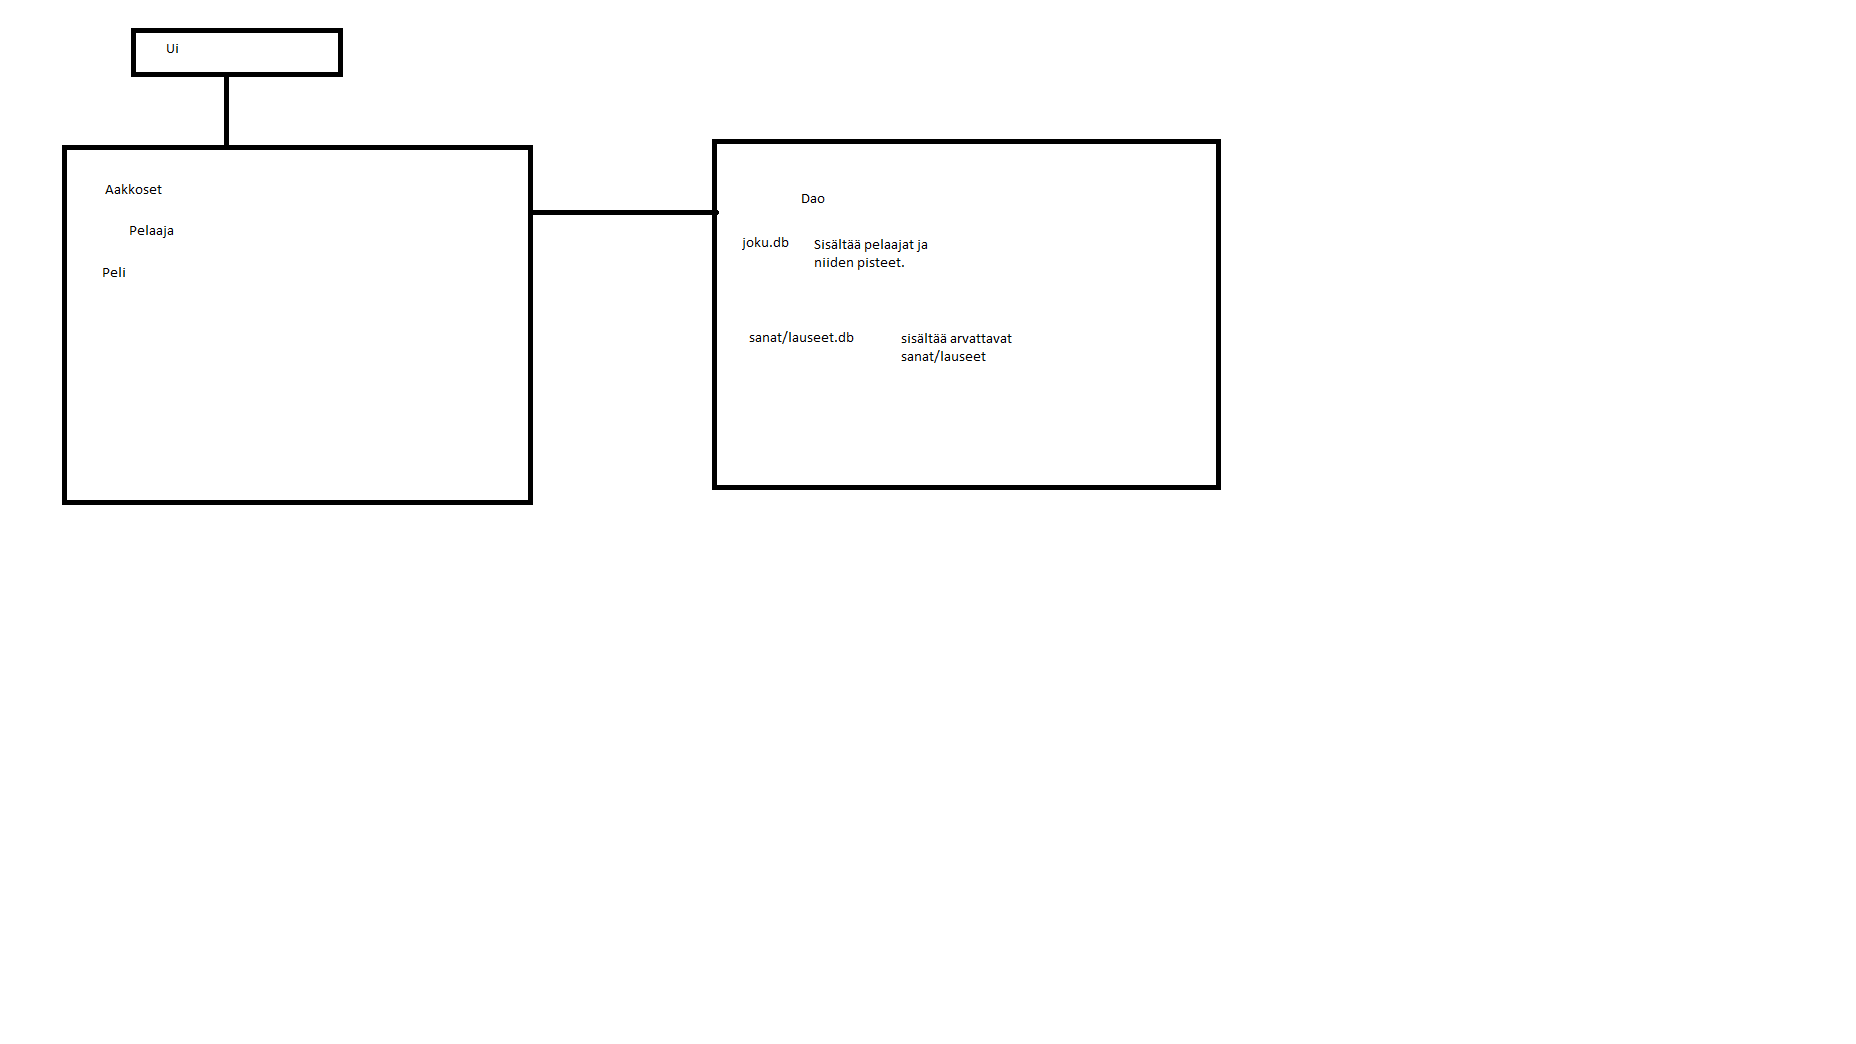 Ui
Aakkoset
Pelaaja
Peli
Dao
joku.db
Sisältää pelaajat ja
niiden pisteet.
sanat/lauseet.db
sisältää arvattavat
sanat/lauseet